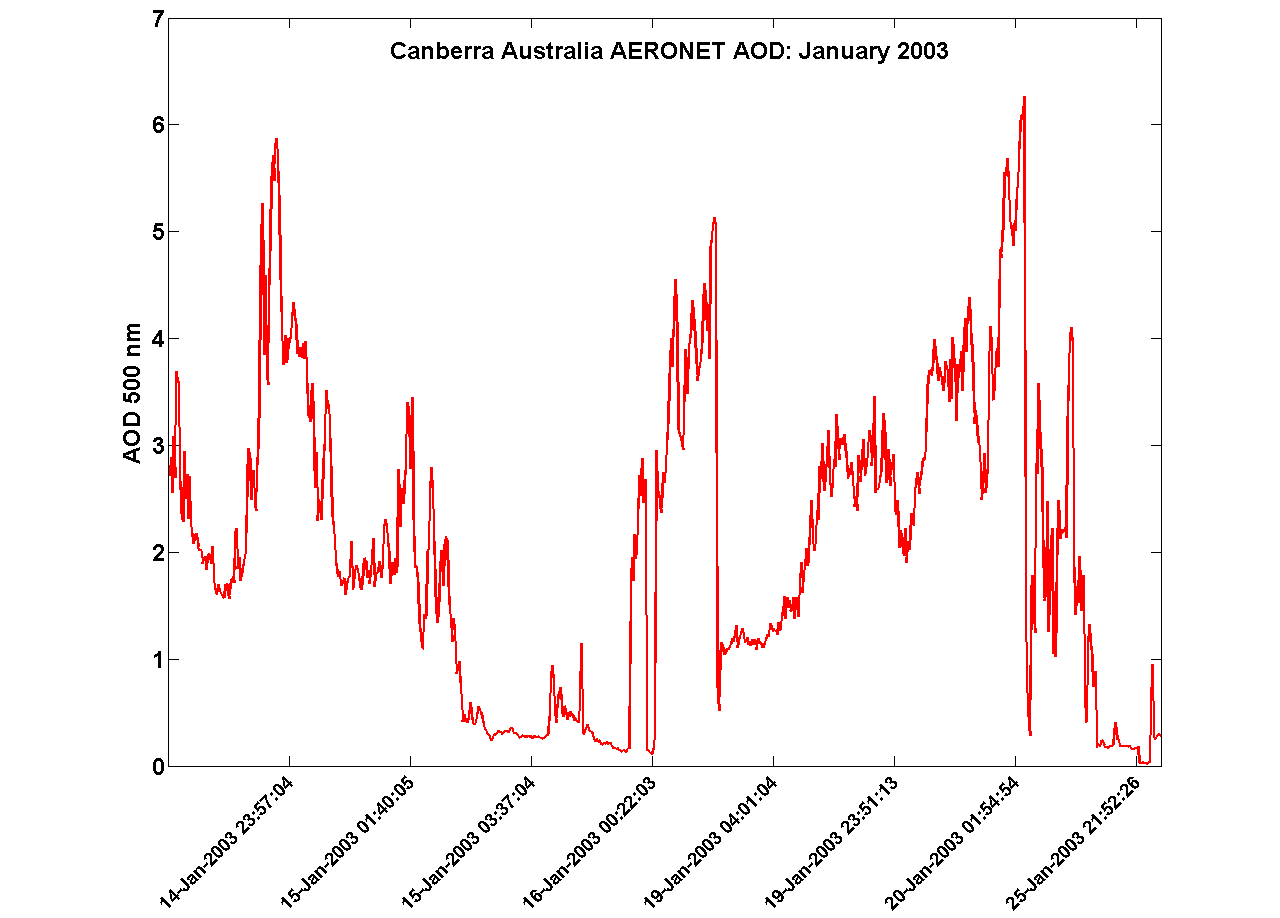 Canberra Australia AERONET AOD: January 2003
AOD 500 nm
7
6
5
4
3
2
1
0
14-Jan-2003 23:57:04
15-Jan-2003 01:40:05
15-Jan-2003 03:37:04
16-Jan-2003 00:22:03
19-Jan-2003 04:01:04
19-Jan-2003 23:51:13
20-Jan-2003 01:54:54
25-Jan-2003 21:52:26